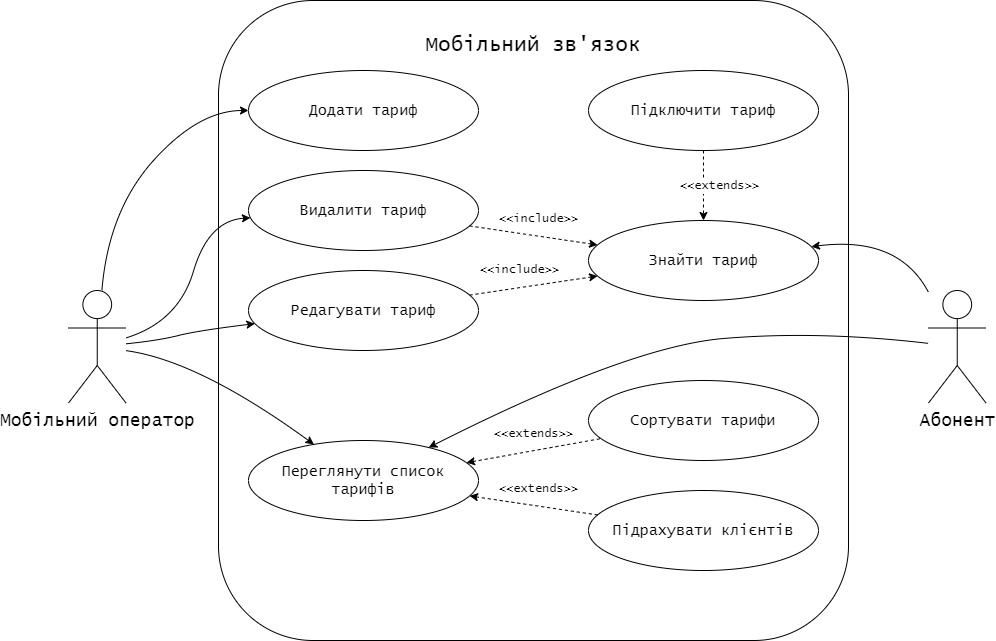 Мобільний зв'язок
Додати тариф
Підключити тариф
<<extends>>
Видалити тариф
<<include>>
Знайти тариф
<<include>>
Редагувати тариф
Мобільний оператор
Абонент
Сортувати тарифи
<<extends>>
Переглянути список
тарифів
<<extends>>
Підрахувати клієнтів